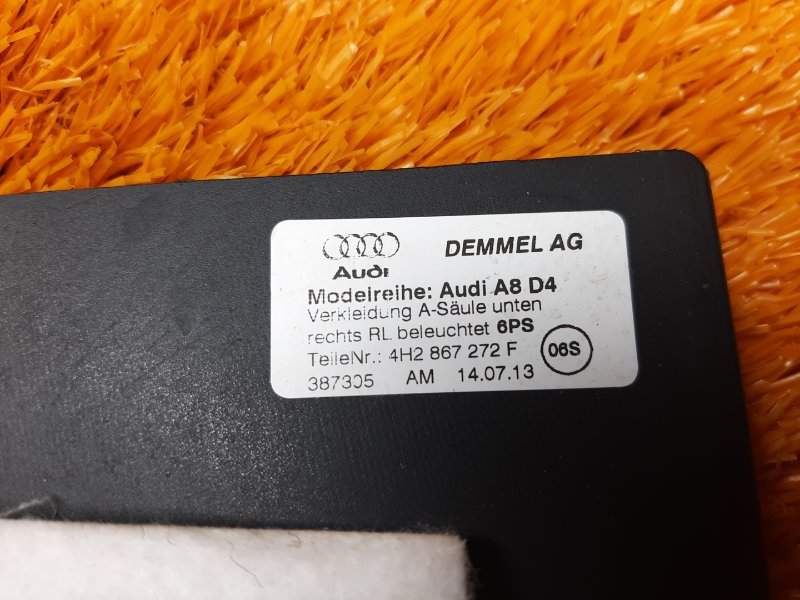 DEMMEL AG
Audi
Modelreihe: Audi A8 D4
Verkleidung A-Säule unten
rechts RL beleuchtet 6PS
TeileNr.: 4H2 867 272 F 06S
387305 AM 14.07.13